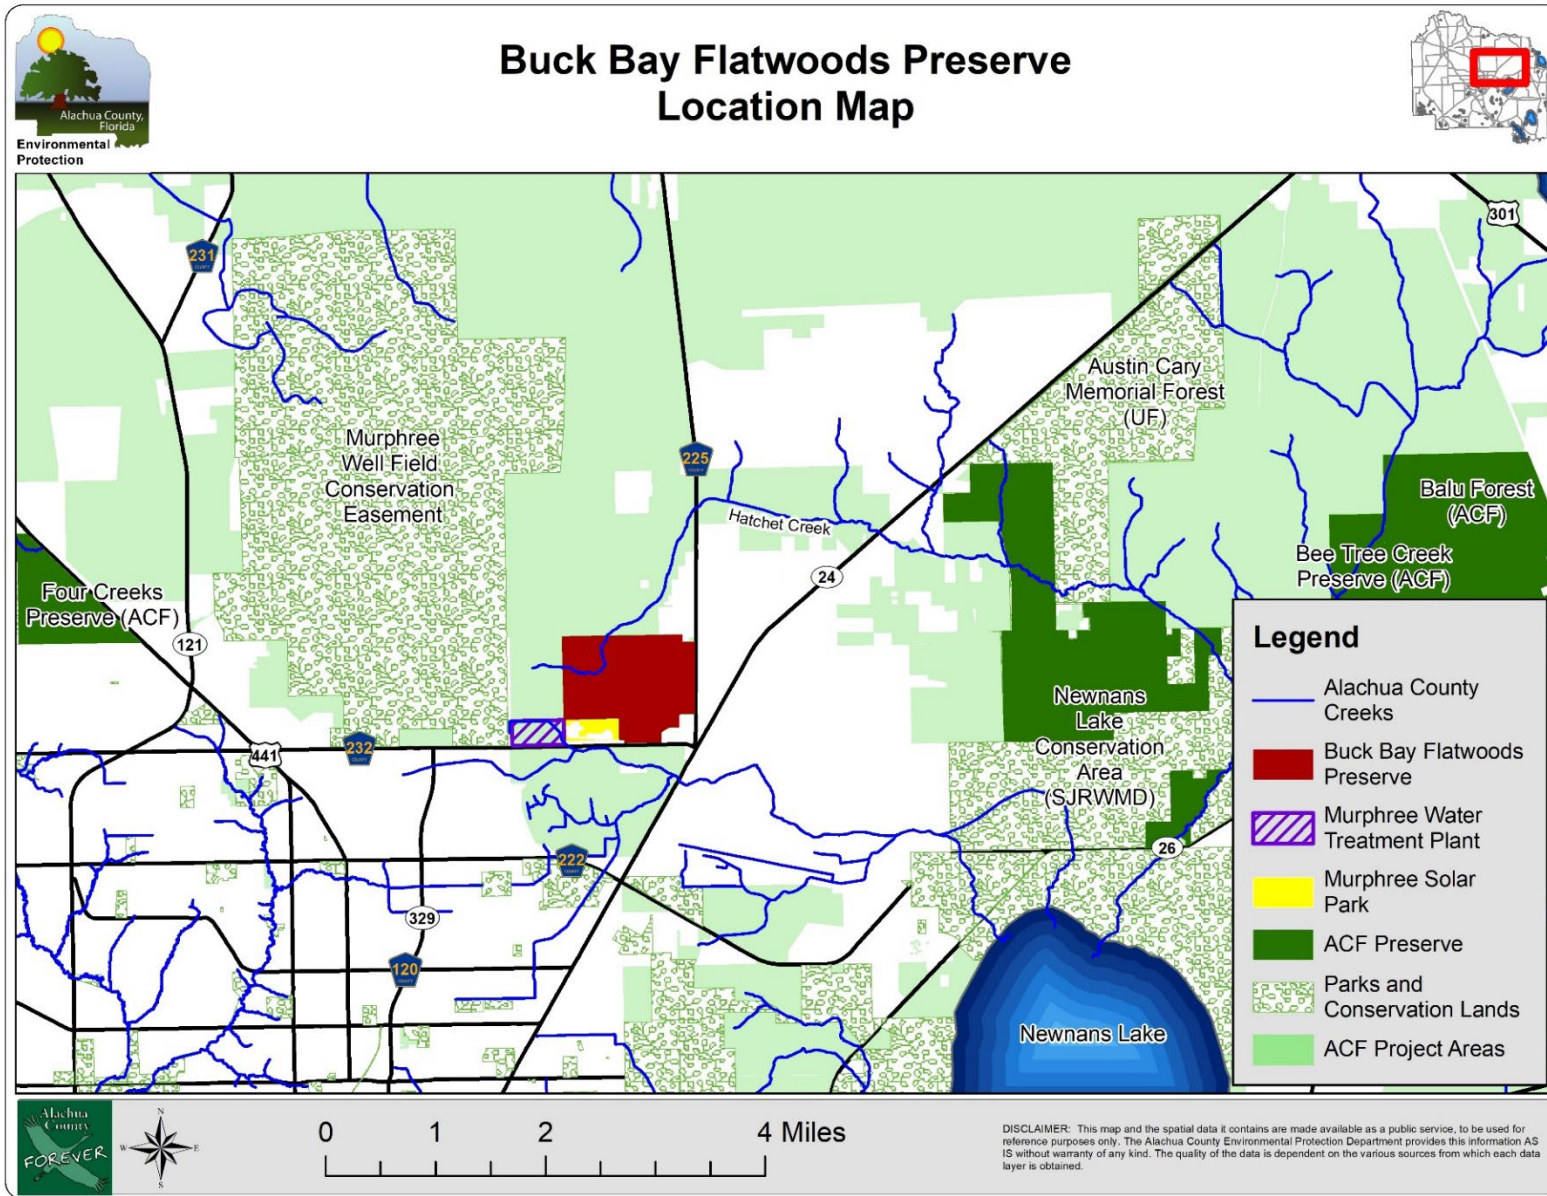 Buck Bay Flatwoods Preserve
Location Map
Alachua County,
Florida
Environmental
Protection
231
COUNTY
301
Austin Cary
Memorial Forest
(UF)
Murphree
Well Field
Conservation
Easement
225
COUNTY
Hatchet Creek
Balu Forest
(ACF)
Bee Tree Creek
Preserve (ACF)
24
Four Creeks
Preserve (ACF)
121
Newnans
Lake
Conservation
Area
(SJRWMD)
441
232
COUNTY
222
COUNTY
26
329
120
COUNTY
Newnans Lake
Legend
Alachua County
Creeks
Buck Bay Flatwoods
Preserve
Murphree Water
Treatment Plant
Murphree Solar
Park
ACF Preserve
Parks and
Conservation Lands
ACF Project Areas
Alachua
County
FOREVER
N
W
E
S
0 1 2 4 Miles
DISCLAIMER: This map and the spatial data it contains are made available as a public service, to be used for
reference purposes only. The Alachua County Environmental Protection Department provides this information AS
IS without warranty of any kind. The quality of the data is dependent on the various sources from which each data
layer is obtained.